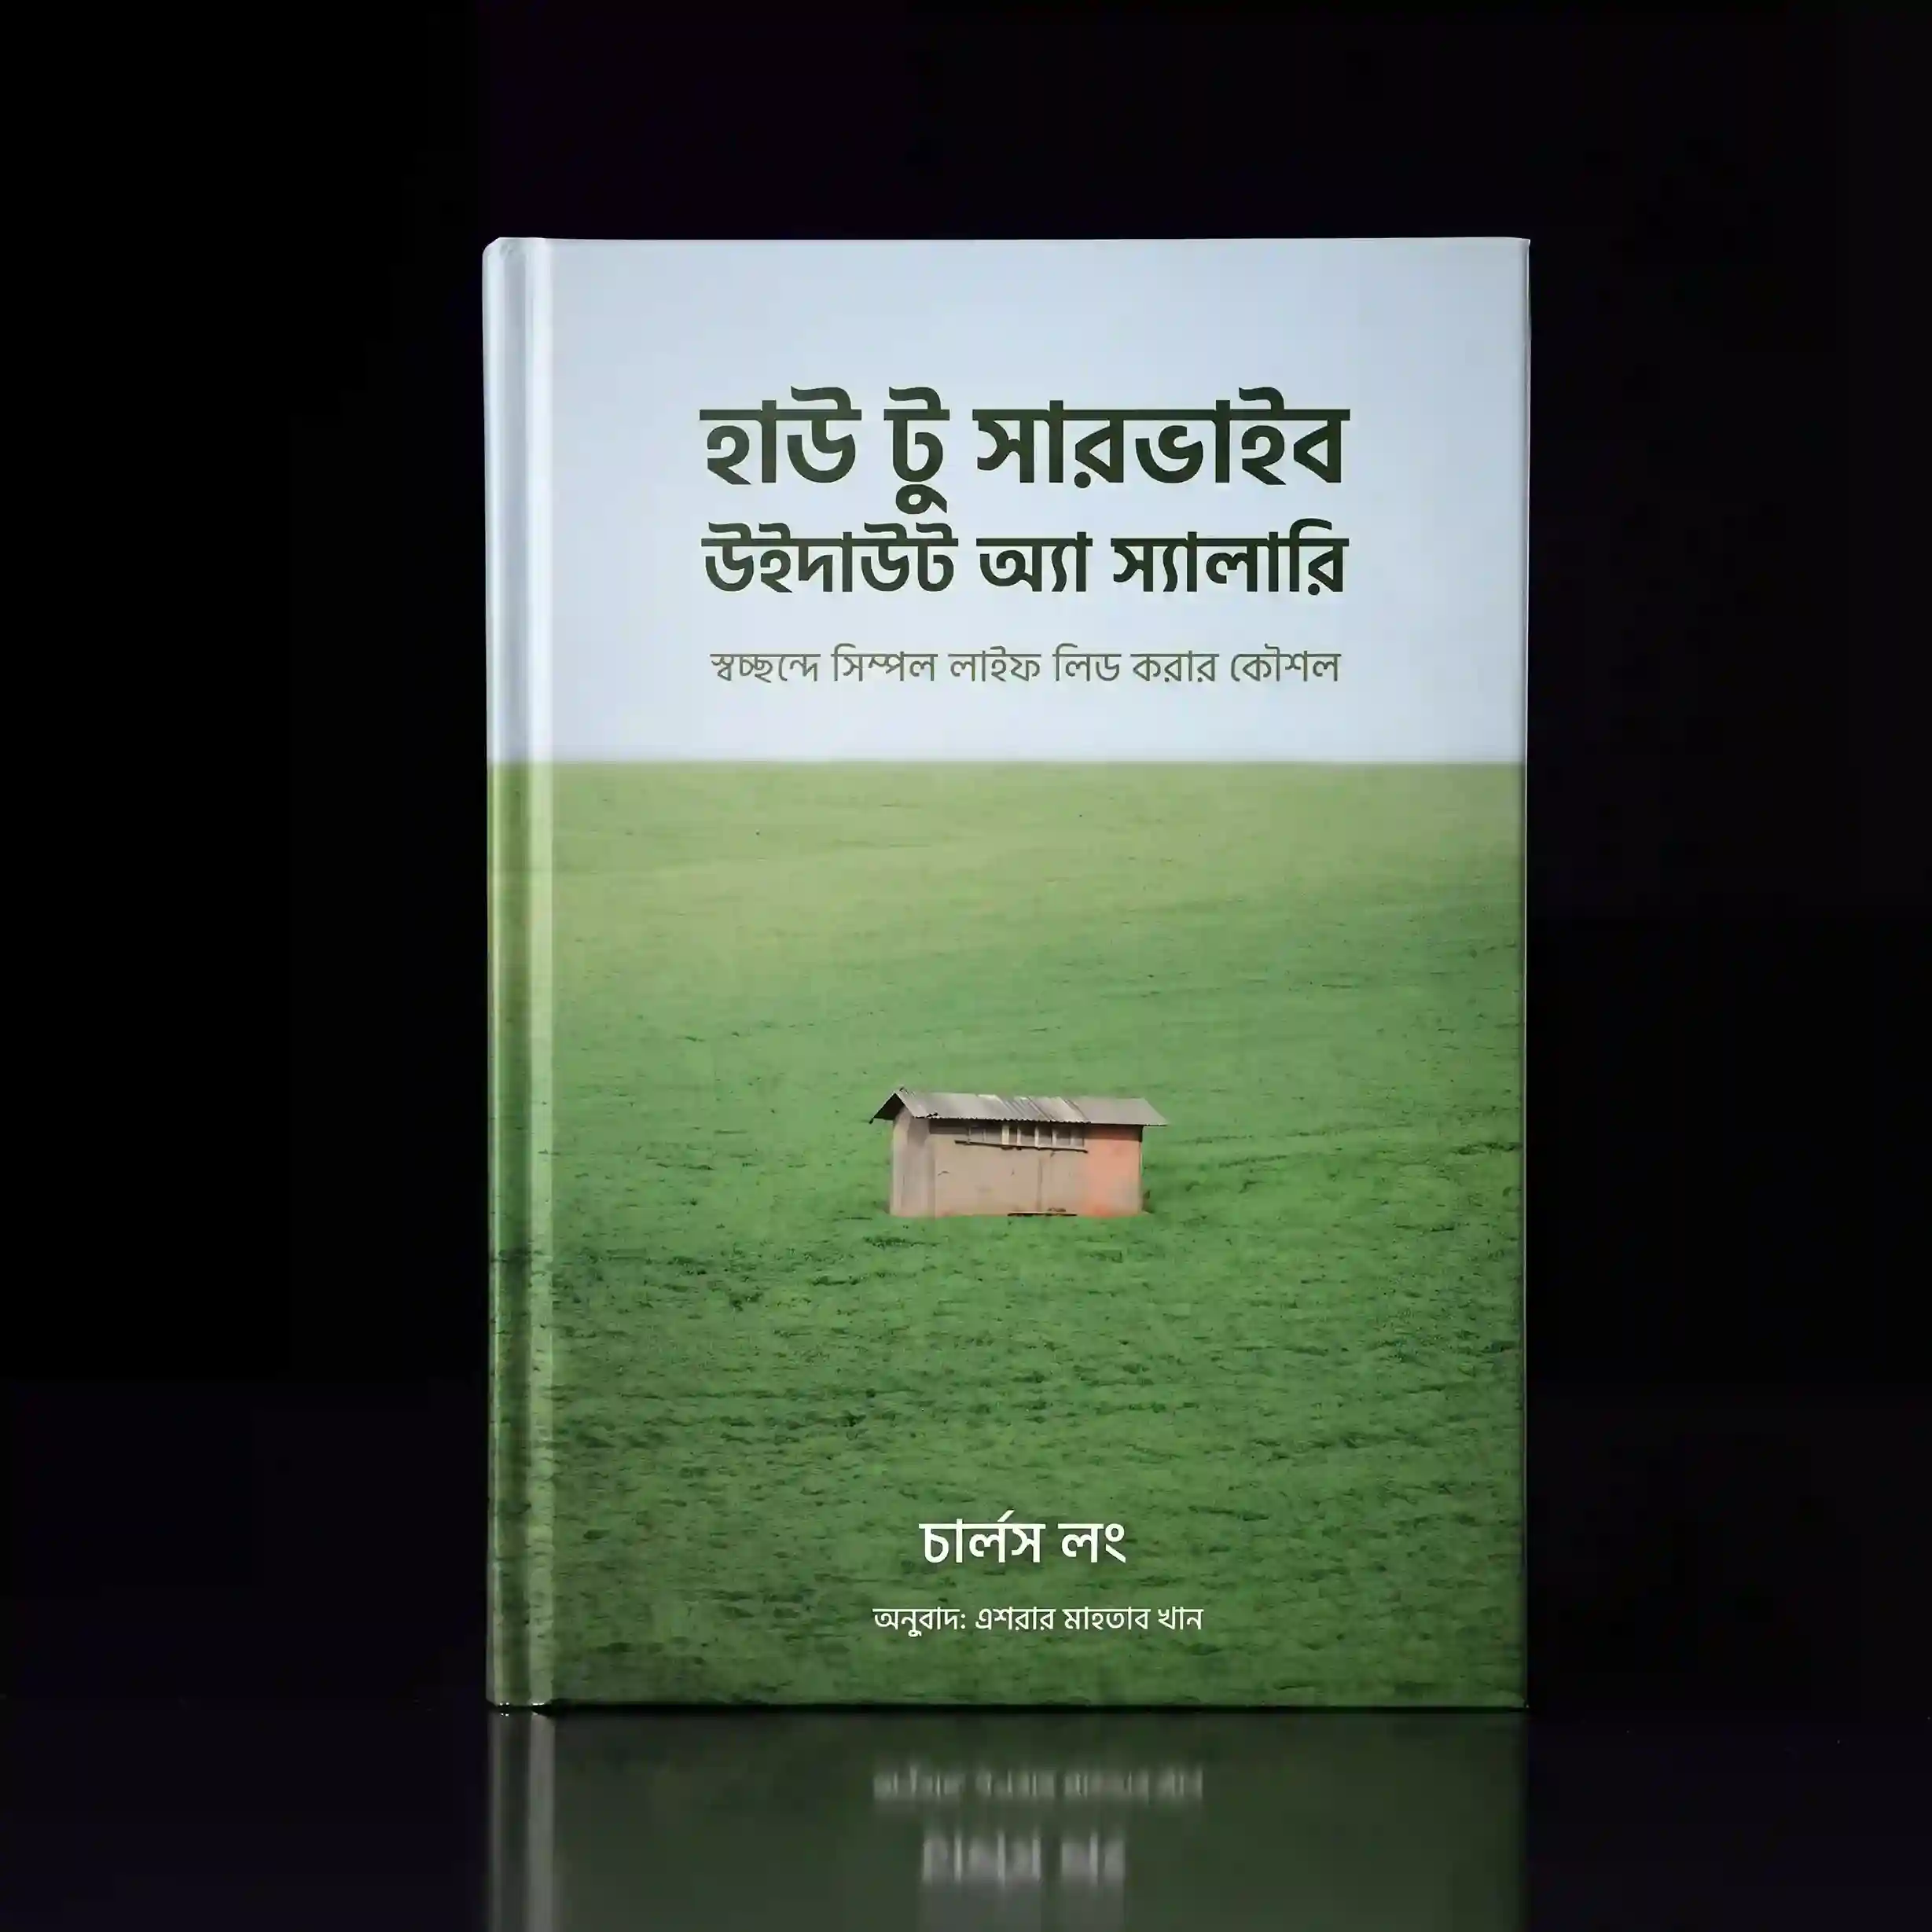 হাউ টু সারভাইব
উইদাউট অ্যা স্যালারি
স্বচ্ছন্দে সিম্পল লাইফ লিড করার কৌশল
চার্লস লং
অনুবাদ: এশরার মাহতাব খান